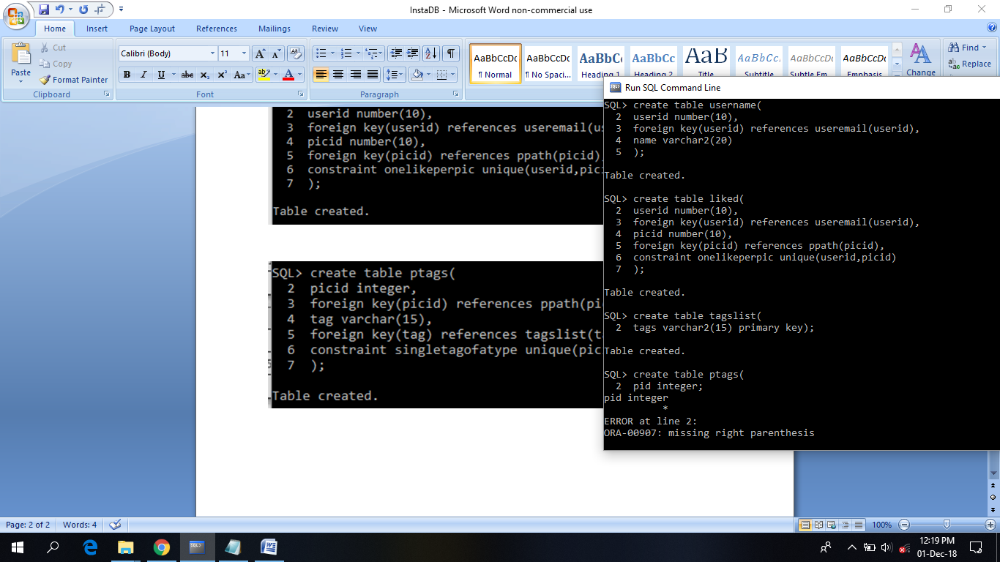 InstaDB - Microsoft Word non-commercial use
Home Insert Page Layout References Mailings Review View
Paste
Cut
Copy
Format Painter
Clipboard
Calibri (Body) 11
B I U abc x₂ x² Aa
Font
Paragraph
AaBbCcDc AaBbCcDc AaBbC AaBbCc AaB AaBbCc. AaBbCcDc AaBbCcDc
¶ Normal ¶ No Spaci... Heading 1 Heading 2 Title Subtitle Subtle Em... Emphasis
Change
Find
Replace
2 userid number(10),
3 foreign key(userid) references useremail(us
4 picid number(10),
5 foreign key(picid) references ppath(picid)
6 constraint onelikeperpic unique(userid,pic
7 );
Table created.
SQL> create table ptags(
2 picid integer,
3 foreign key(picid) references ppath(pi
4 tag varchar(15),
5 foreign key(tag) references tagslist(t
6 constraint singletagofatype unique(pic
7 );
Table created.
Run SQL Command Line
SQL> create table username(
2 userid number(10),
3 foreign key(userid) references useremail(userid),
4 name varchar2(20)
5 );
Table created.
SQL> create table liked(
2 userid number(10),
3 foreign key(userid) references useremail(userid),
4 picid number(10),
5 foreign key(picid) references ppath(picid),
6 constraint onelikeperpic unique(userid,picid)
7 );
Table created.
SQL> create table tagslist(
2 tags varchar2(15) primary key);
Table created.
SQL> create table ptags(
2 pid integer;
pid integer
*
ERROR at line 2:
ORA-00907: missing right parenthesis
Page: 2 of 2 Words: 4 100%
12:19 PM
01-Dec-18